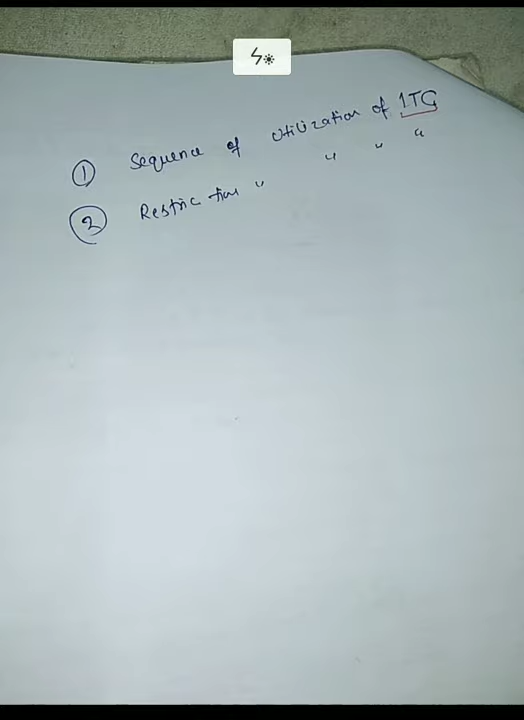 ① Sequence of Utilization of ITC
② Restriction " " " "